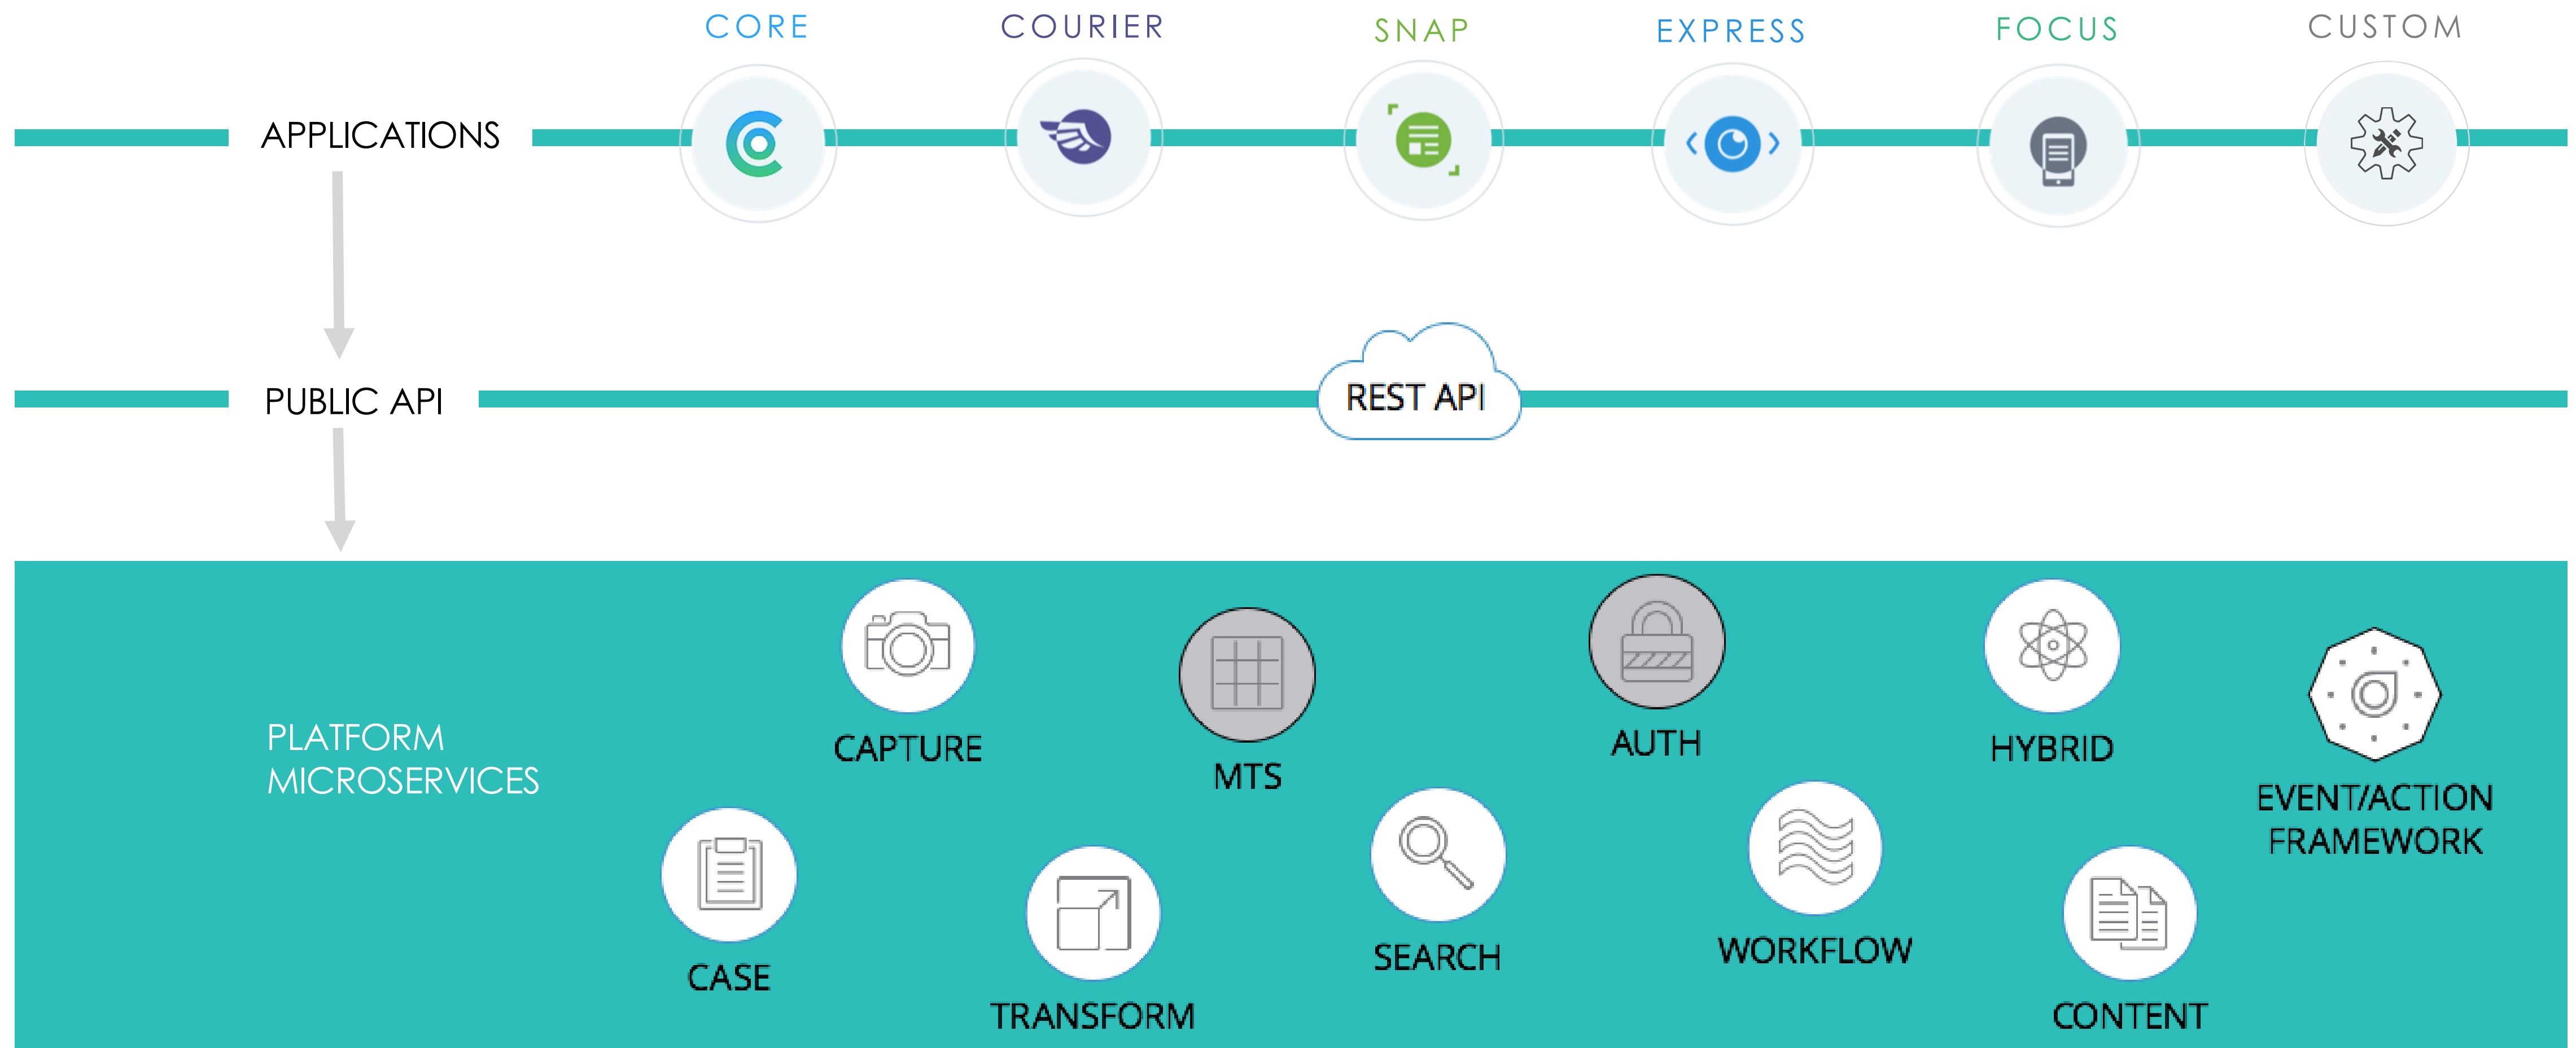 CORE
COURIER
SNAP
EXPRESS
FOCUS
CUSTOM
APPLICATIONS
PUBLIC API
REST API
PLATFORM
MICROSERVICES
CAPTURE
MTS
AUTH
HYBRID
EVENT/ACTION
FRAMEWORK
CASE
TRANSFORM
SEARCH
WORKFLOW
CONTENT